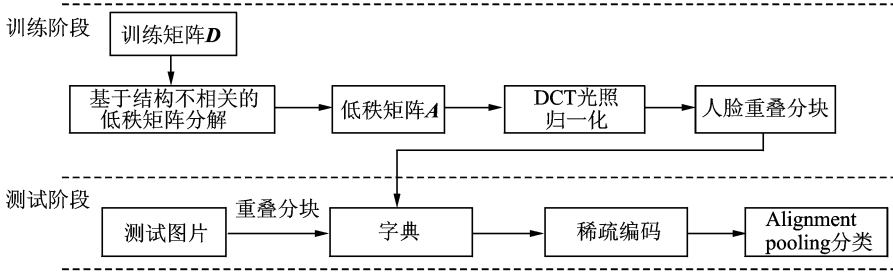 训练阶段
训练矩阵D
基于结构不相关的
低秩矩阵分解
低秩矩阵A
DCT光照
归一化
人脸重叠分块
测试阶段
测试图片
重叠分块
字典
稀疏编码
Alignment
pooling分类